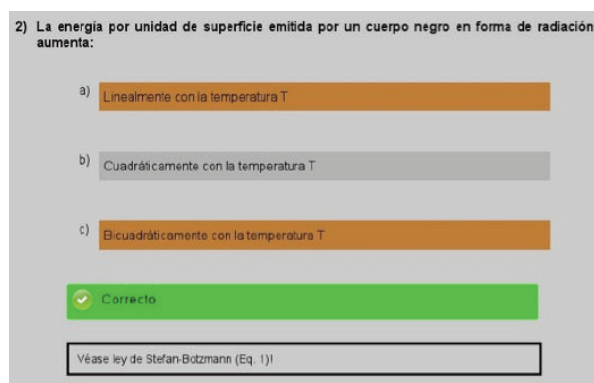 2) La energía por unidad de superficie emitida por un cuerpo negro en forma de radiación
aumenta:
a) Linealmente con la temperatura T
b) Cuadráticamente con la temperatura T
c) Bicuadráticamente con la temperatura T
Correcto
Véase ley de Stefan-Botzmann (Eq. 1)!